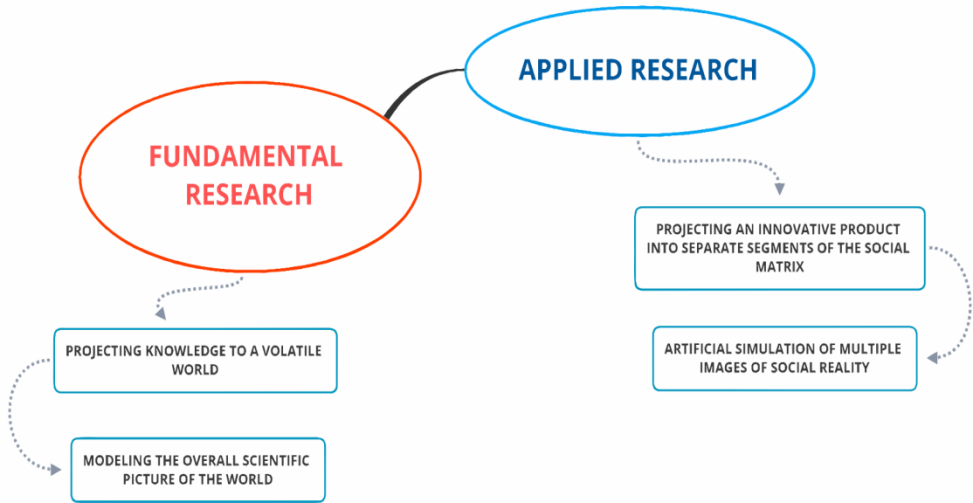 APPLIED RESEARCH
FUNDAMENTAL
RESEARCH
PROJECTING AN INNOVATIVE PRODUCT
INTO SEPARATE SEGMENTS OF THE SOCIAL
MATRIX
PROJECTING KNOWLEDGE TO A VOLATILE
WORLD
ARTIFICIAL SIMULATION OF MULTIPLE
IMAGES OF SOCIAL REALITY
MODELING THE OVERALL SCIENTIFIC
PICTURE OF THE WORLD